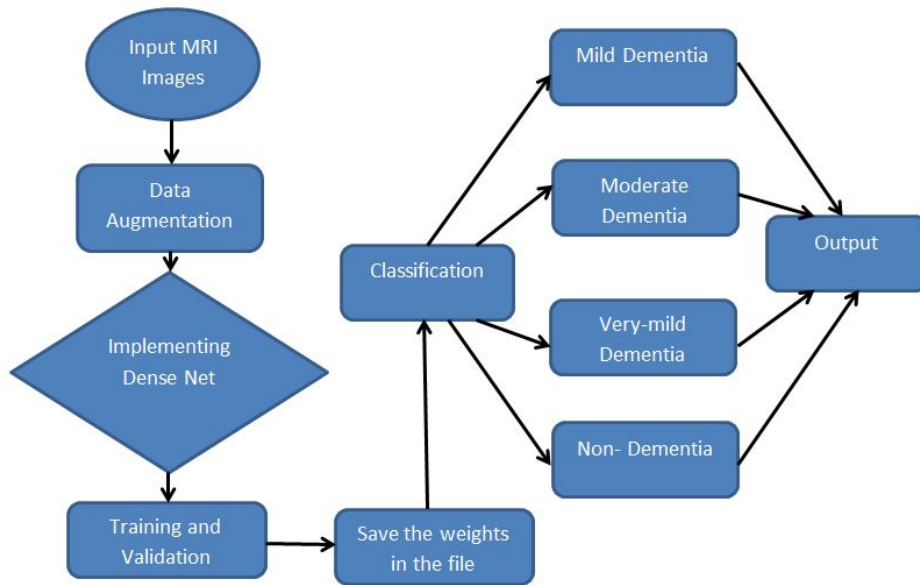 Input MRI
Images
Data
Augmentation
Implementing
Dense Net
Training and
Validation
Save the weights
in the file
Classification
Mild Dementia
Moderate
Dementia
Very-mild
Dementia
Non- Dementia
Output